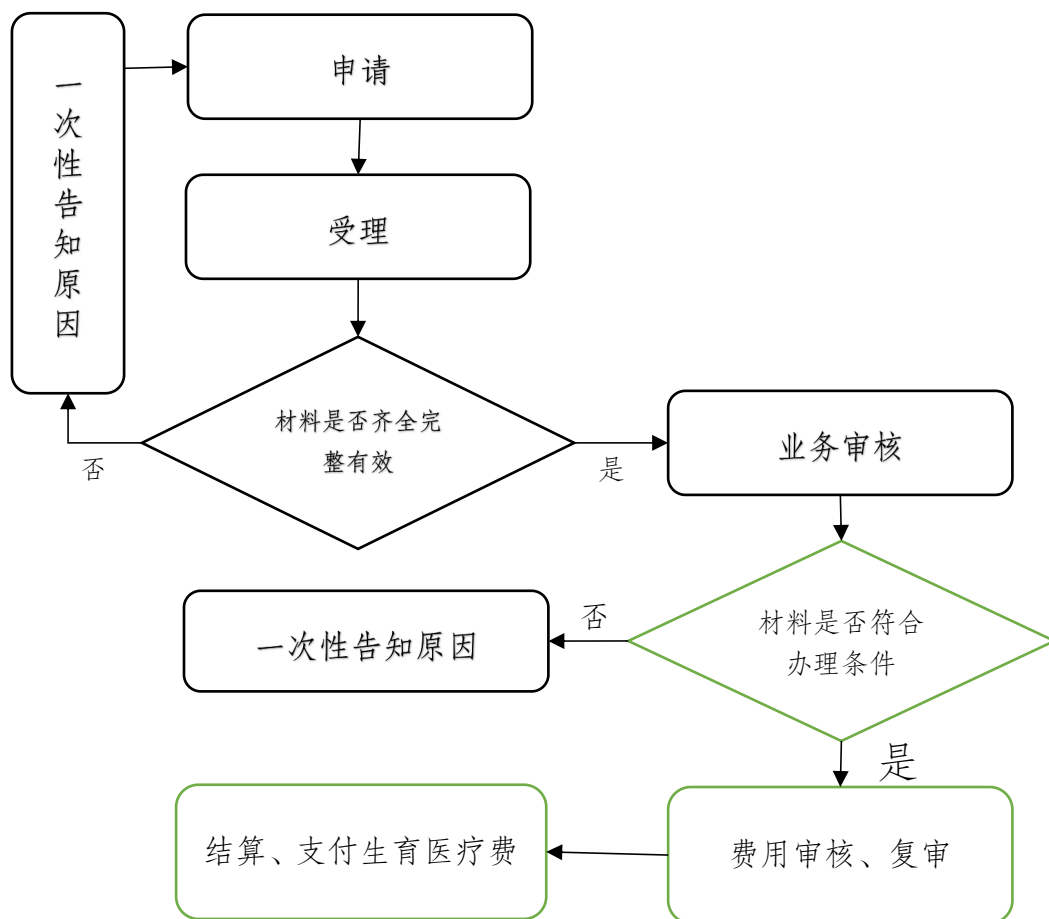 一次性告知原因
申请
受理
材料是否齐全完
整有效
否
是
业务审核
材料是否符合
办理条件
否
一次性告知原因
是
费用审核、复审
结算、支付生育医疗费